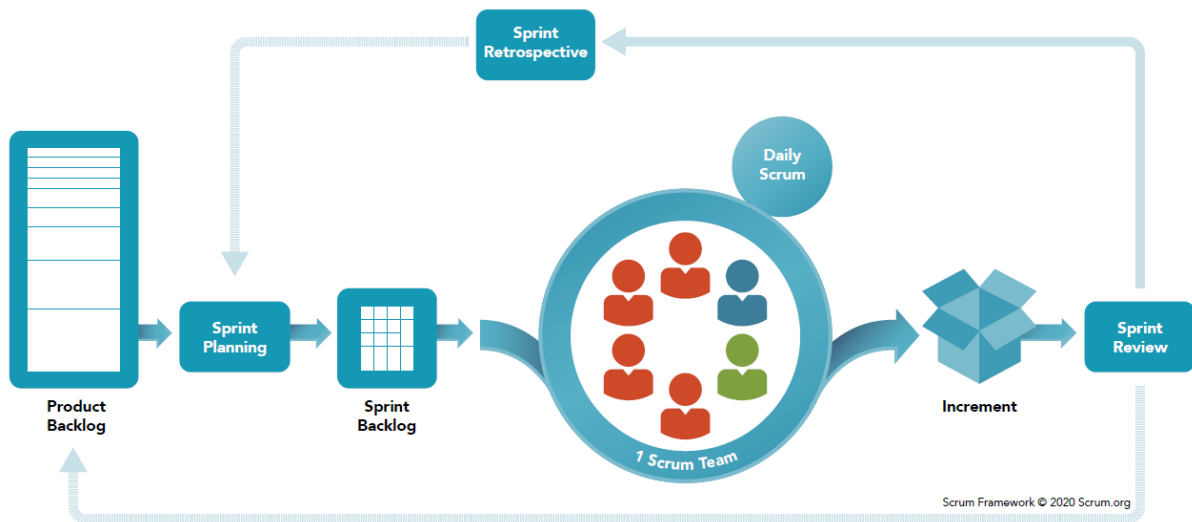 Sprint
Retrospective
Daily
Scrum
Sprint
Planning
Sprint
Review
Product
Backlog
Sprint
Backlog
Increment
1 Scrum Team
Scrum Framework © 2020 Scrum.org